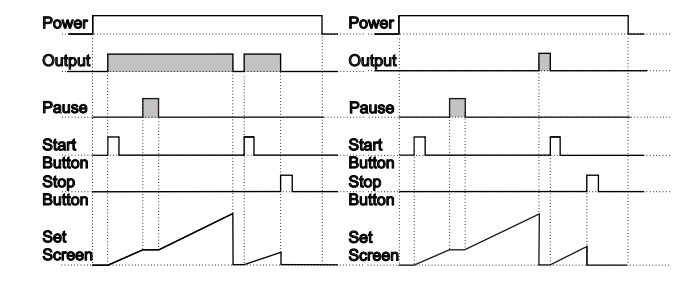 Power
Output
Pause
Start
Button
Stop
Button
Set
Screen
Power
Output
Pause
Start
Button
Stop
Button
Set
Screen